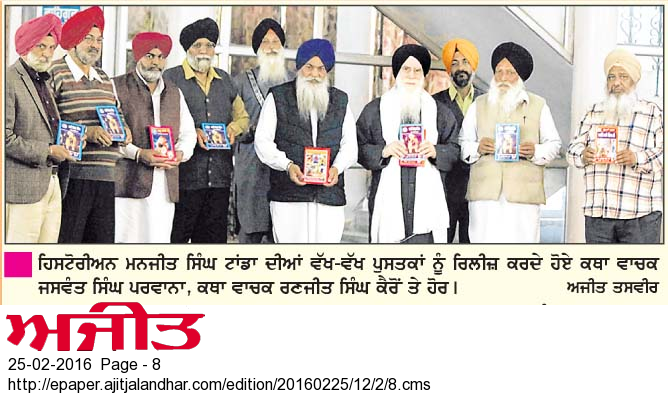 ਹਿਸਟੋਰੀਅਨ ਮਨਜੀਤ ਸਿੰਘ ਟਾਂਡਾ ਦੀਆਂ ਵੱਖ-ਵੱਖ ਪੁਸਤਕਾਂ ਨੂੰ ਰਿਲੀਜ਼ ਕਰਦੇ ਹੋਏ ਕਥਾ ਵਾਚਕ
ਜਸਵੰਤ ਸਿੰਘ ਪਰਵਾਨਾ, ਕਥਾ ਵਾਚਕ ਰਣਜੀਤ ਸਿੰਘ ਕੈਰੋਂ ਤੇ ਹੋਰ। ਅਜੀਤ ਤਸਵੀਰ
ਅਜੀਤ
25-02-2016 Page - 8
http://epaper.ajitjalandhar.com/edition/20160225/12/2/8.cms